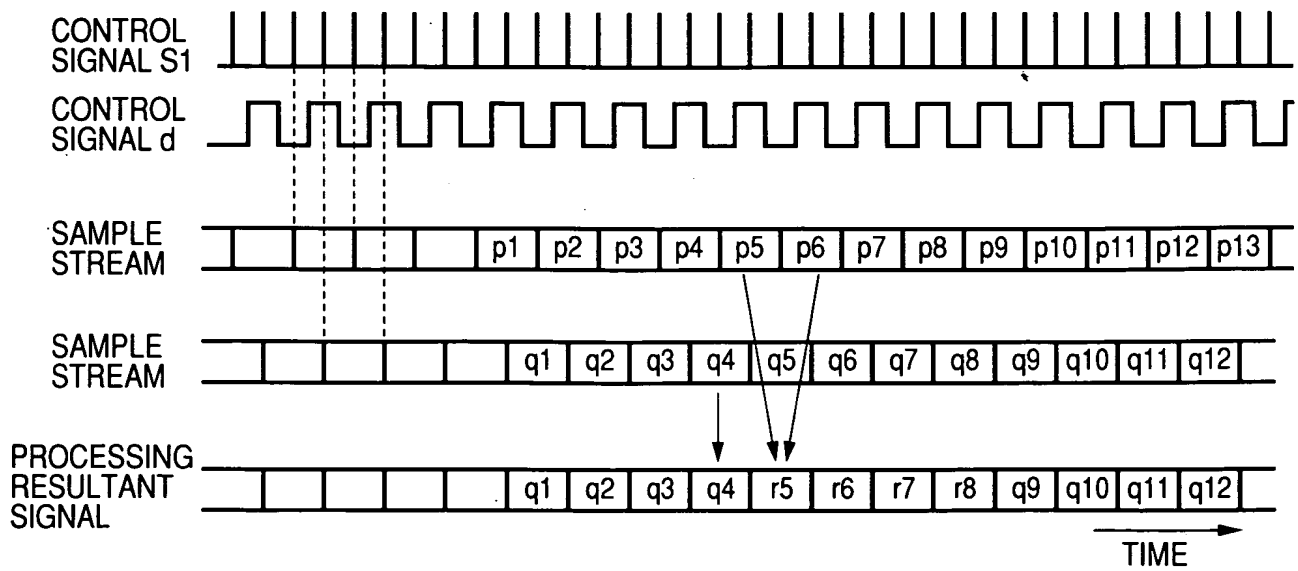 CONTROL
SIGNAL S1
CONTROL
SIGNAL d
SAMPLE
STREAM
p1 p2 p3 p4 p5 p6 p7 p8 p9 p10 p11 p12 p13
SAMPLE
STREAM
q1 q2 q3 q4 q5 q6 q7 q8 q9 q10 q11 q12
PROCESSING
RESULTANT
SIGNAL
q1 q2 q3 q4 r5 r6 r7 r8 q9 q10 q11 q12
TIME